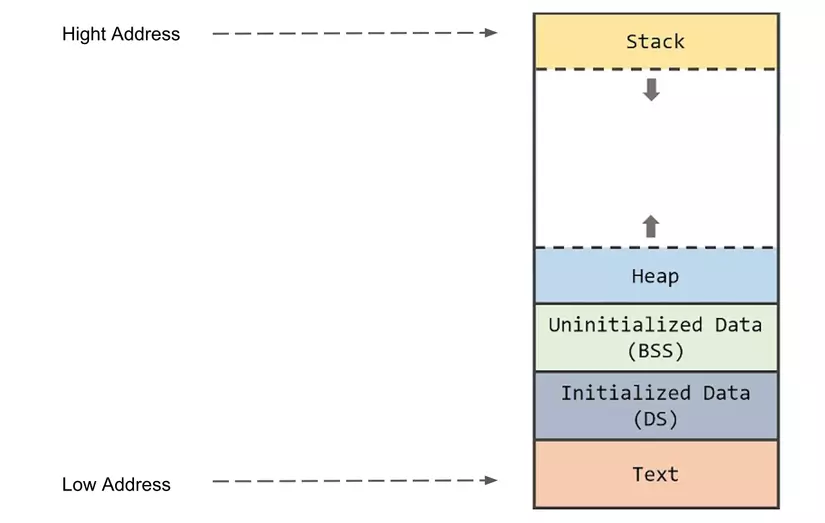 Hight Address
Stack
Heap
Uninitialized Data
(BSS)
Initialized Data
(DS)
Low Address
Text